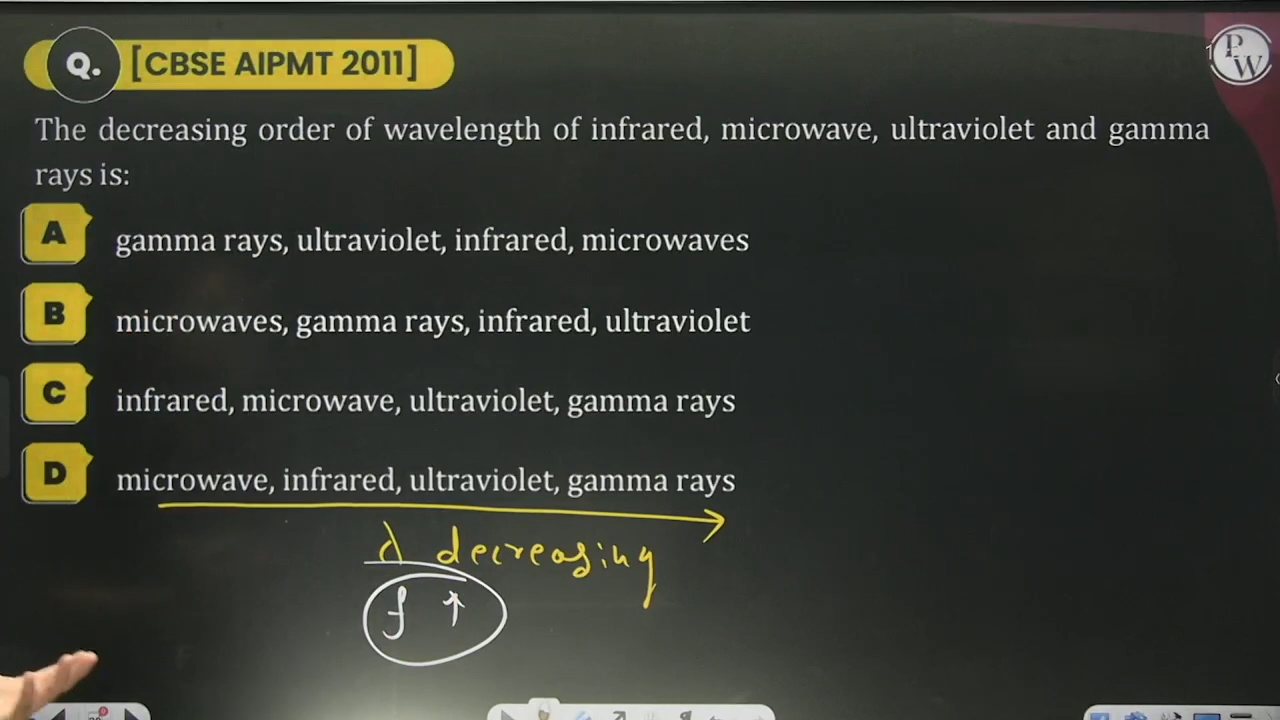 Q. [CBSE AIPMT 2011]
PW
The decreasing order of wavelength of infrared, microwave, ultraviolet and gamma
rays is:
A gamma rays, ultraviolet, infrared, microwaves
B microwaves, gamma rays, infrared, ultraviolet
C infrared, microwave, ultraviolet, gamma rays
D microwave, infrared, ultraviolet, gamma rays
λ decreasing
f ↑